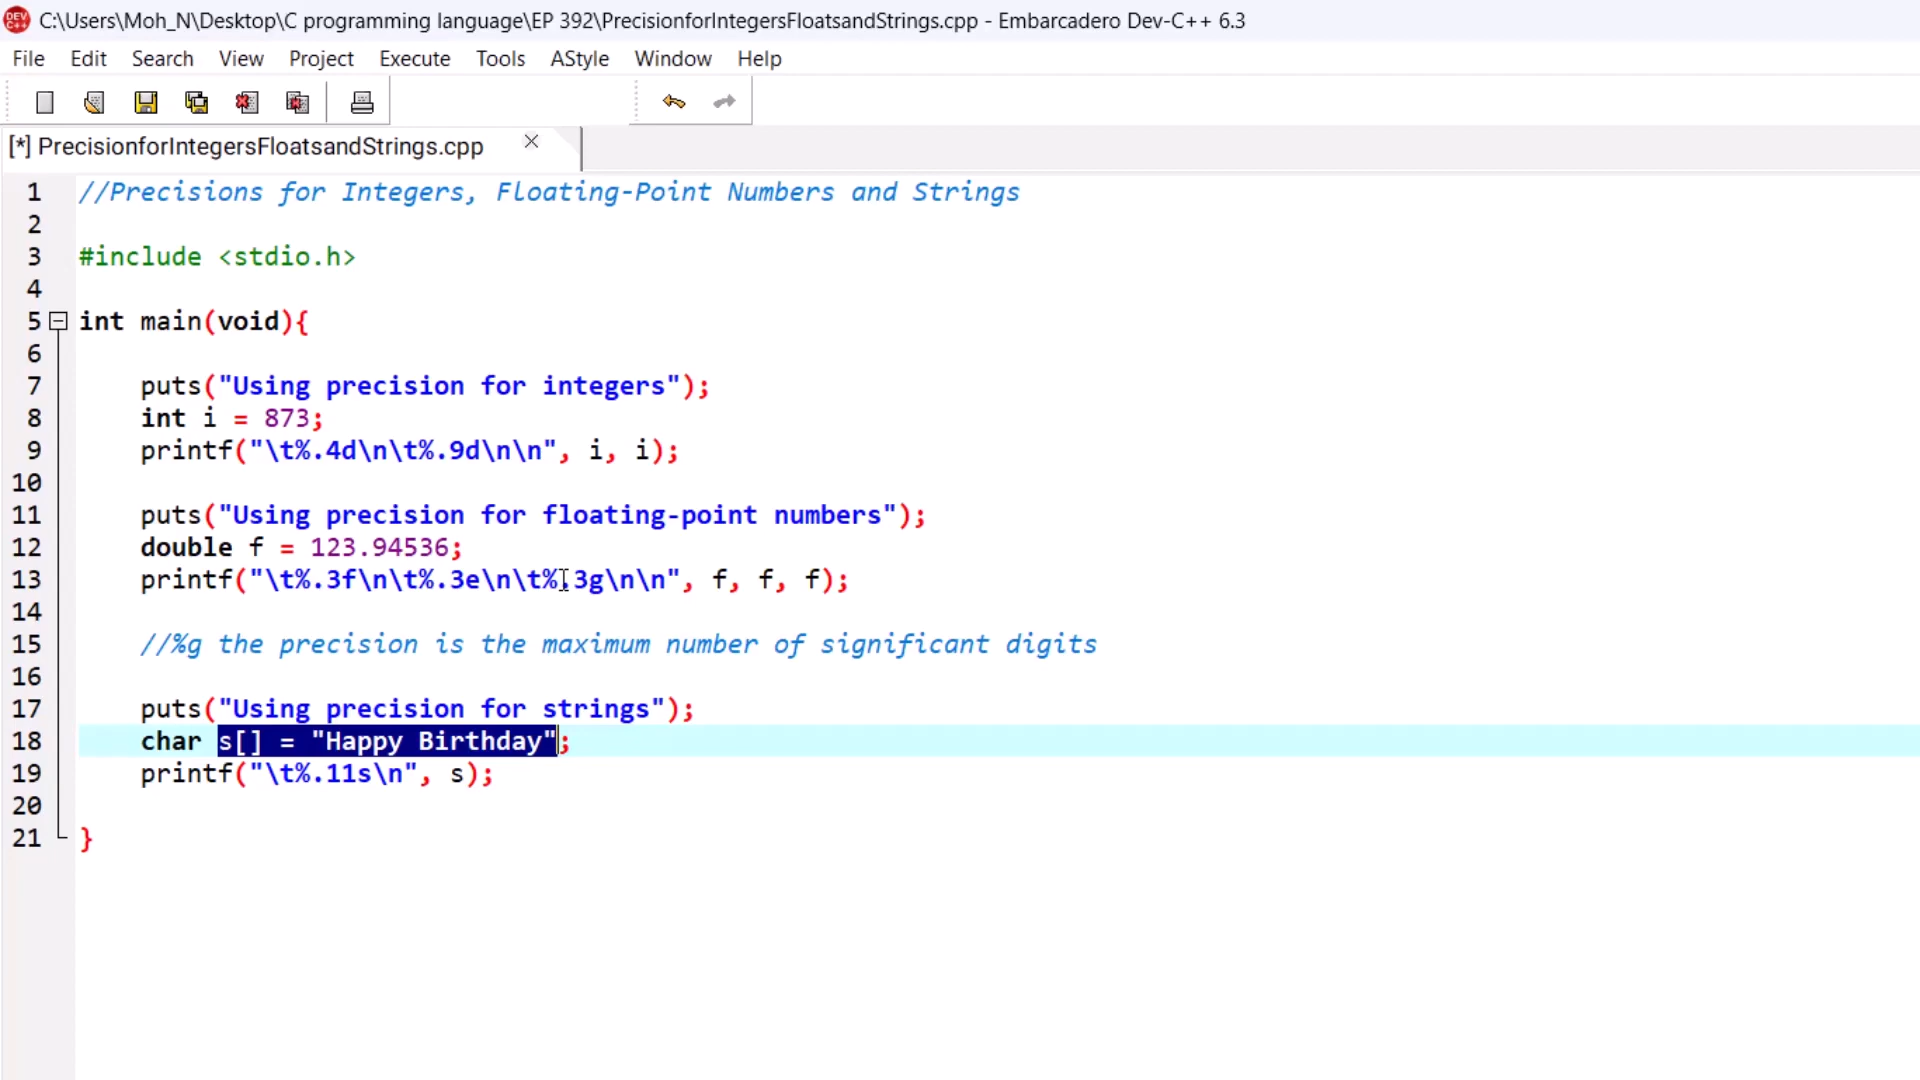 C:\Users\Moh_N\Desktop\C programming language\EP 392\PrecisionforIntegersFloatsandStrings.cpp - Embarcadero Dev-C++ 6.3
File Edit Search View Project Execute Tools AStyle Window Help
[*] PrecisionforIntegersFloatsandStrings.cpp
1 //Precisions for Integers, Floating-Point Numbers and Strings
2
3 #include <stdio.h>
4
5 int main(void){
6
7 puts("Using precision for integers");
8 int i = 873;
9 printf("\t%.4d\n\t%.9d\n\n", i, i);
10
11 puts("Using precision for floating-point numbers");
12 double f = 123.94536;
13 printf("\t%.3f\n\t%.3e\n\t%.3g\n\n", f, f, f);
14
15 //%g the precision is the maximum number of significant digits
16
17 puts("Using precision for strings");
18 char s[] = "Happy Birthday";
19 printf("\t%.11s\n", s);
20
21 }